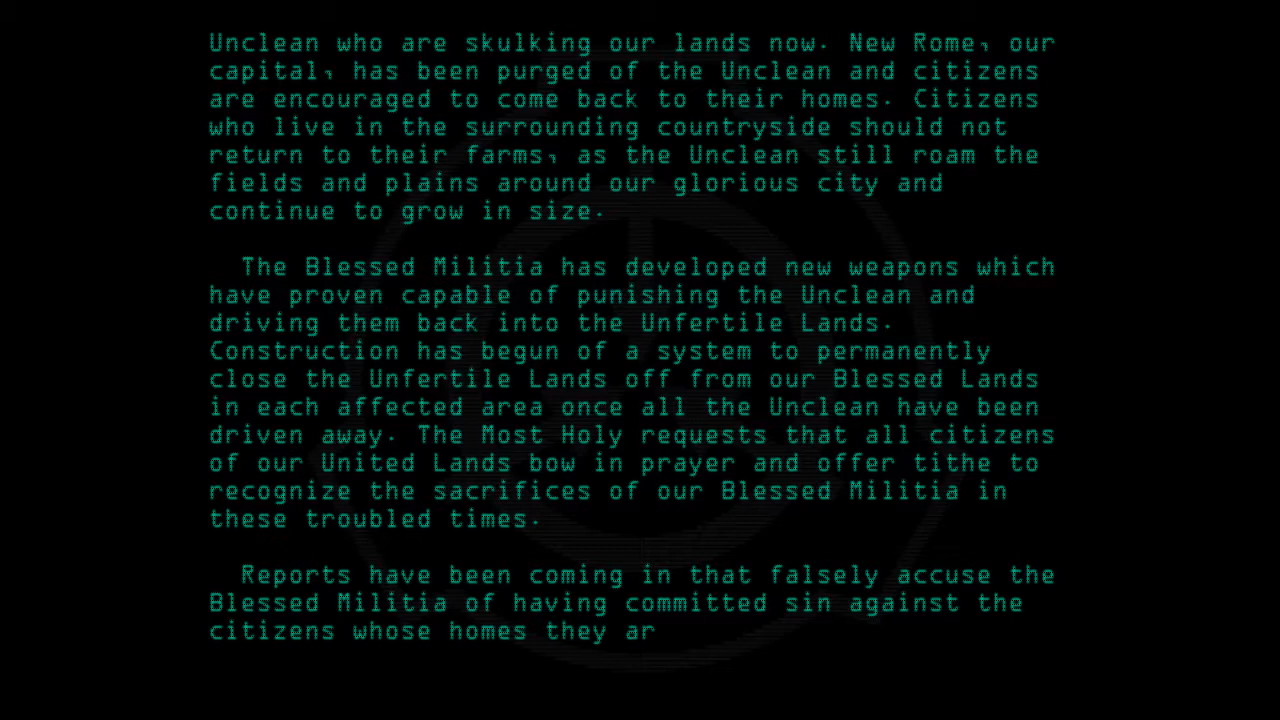 Unclean who are skulking our lands now. New Rome, our
capital, has been purged of the Unclean and citizens
are encouraged to come back to their homes. Citizens
who live in the surrounding countryside should not
return to their farms, as the Unclean still roam the
fields and plains around our glorious city and
continue to grow in size.
The Blessed Militia has developed new weapons which
have proven capable of punishing the Unclean and
driving them back into the Unfertile Lands.
Construction has begun of a system to permanently
close the Unfertile Lands off from our Blessed Lands
in each affected area once all the Unclean have been
driven away. The Most Holy requests that all citizens
of our United Lands bow in prayer and offer tithe to
recognize the sacrifices of our Blessed Militia in
these troubled times.
Reports have been coming in that falsely accuse the
Blessed Militia of having committed sin against the
citizens whose homes they ar